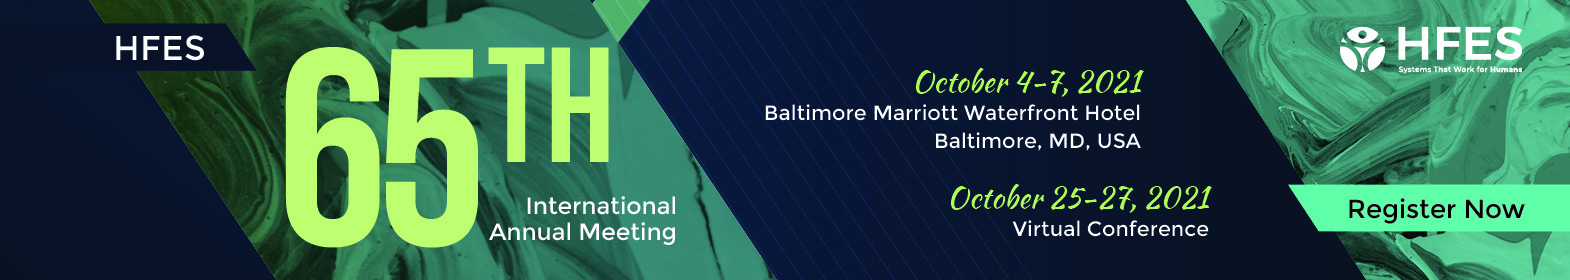 HFES
65TH
International
Annual Meeting
October 4-7, 2021
Baltimore Marriott Waterfront Hotel
Baltimore, MD, USA
October 25-27, 2021
Virtual Conference
HFES
Systems That Work for Humans
Register Now